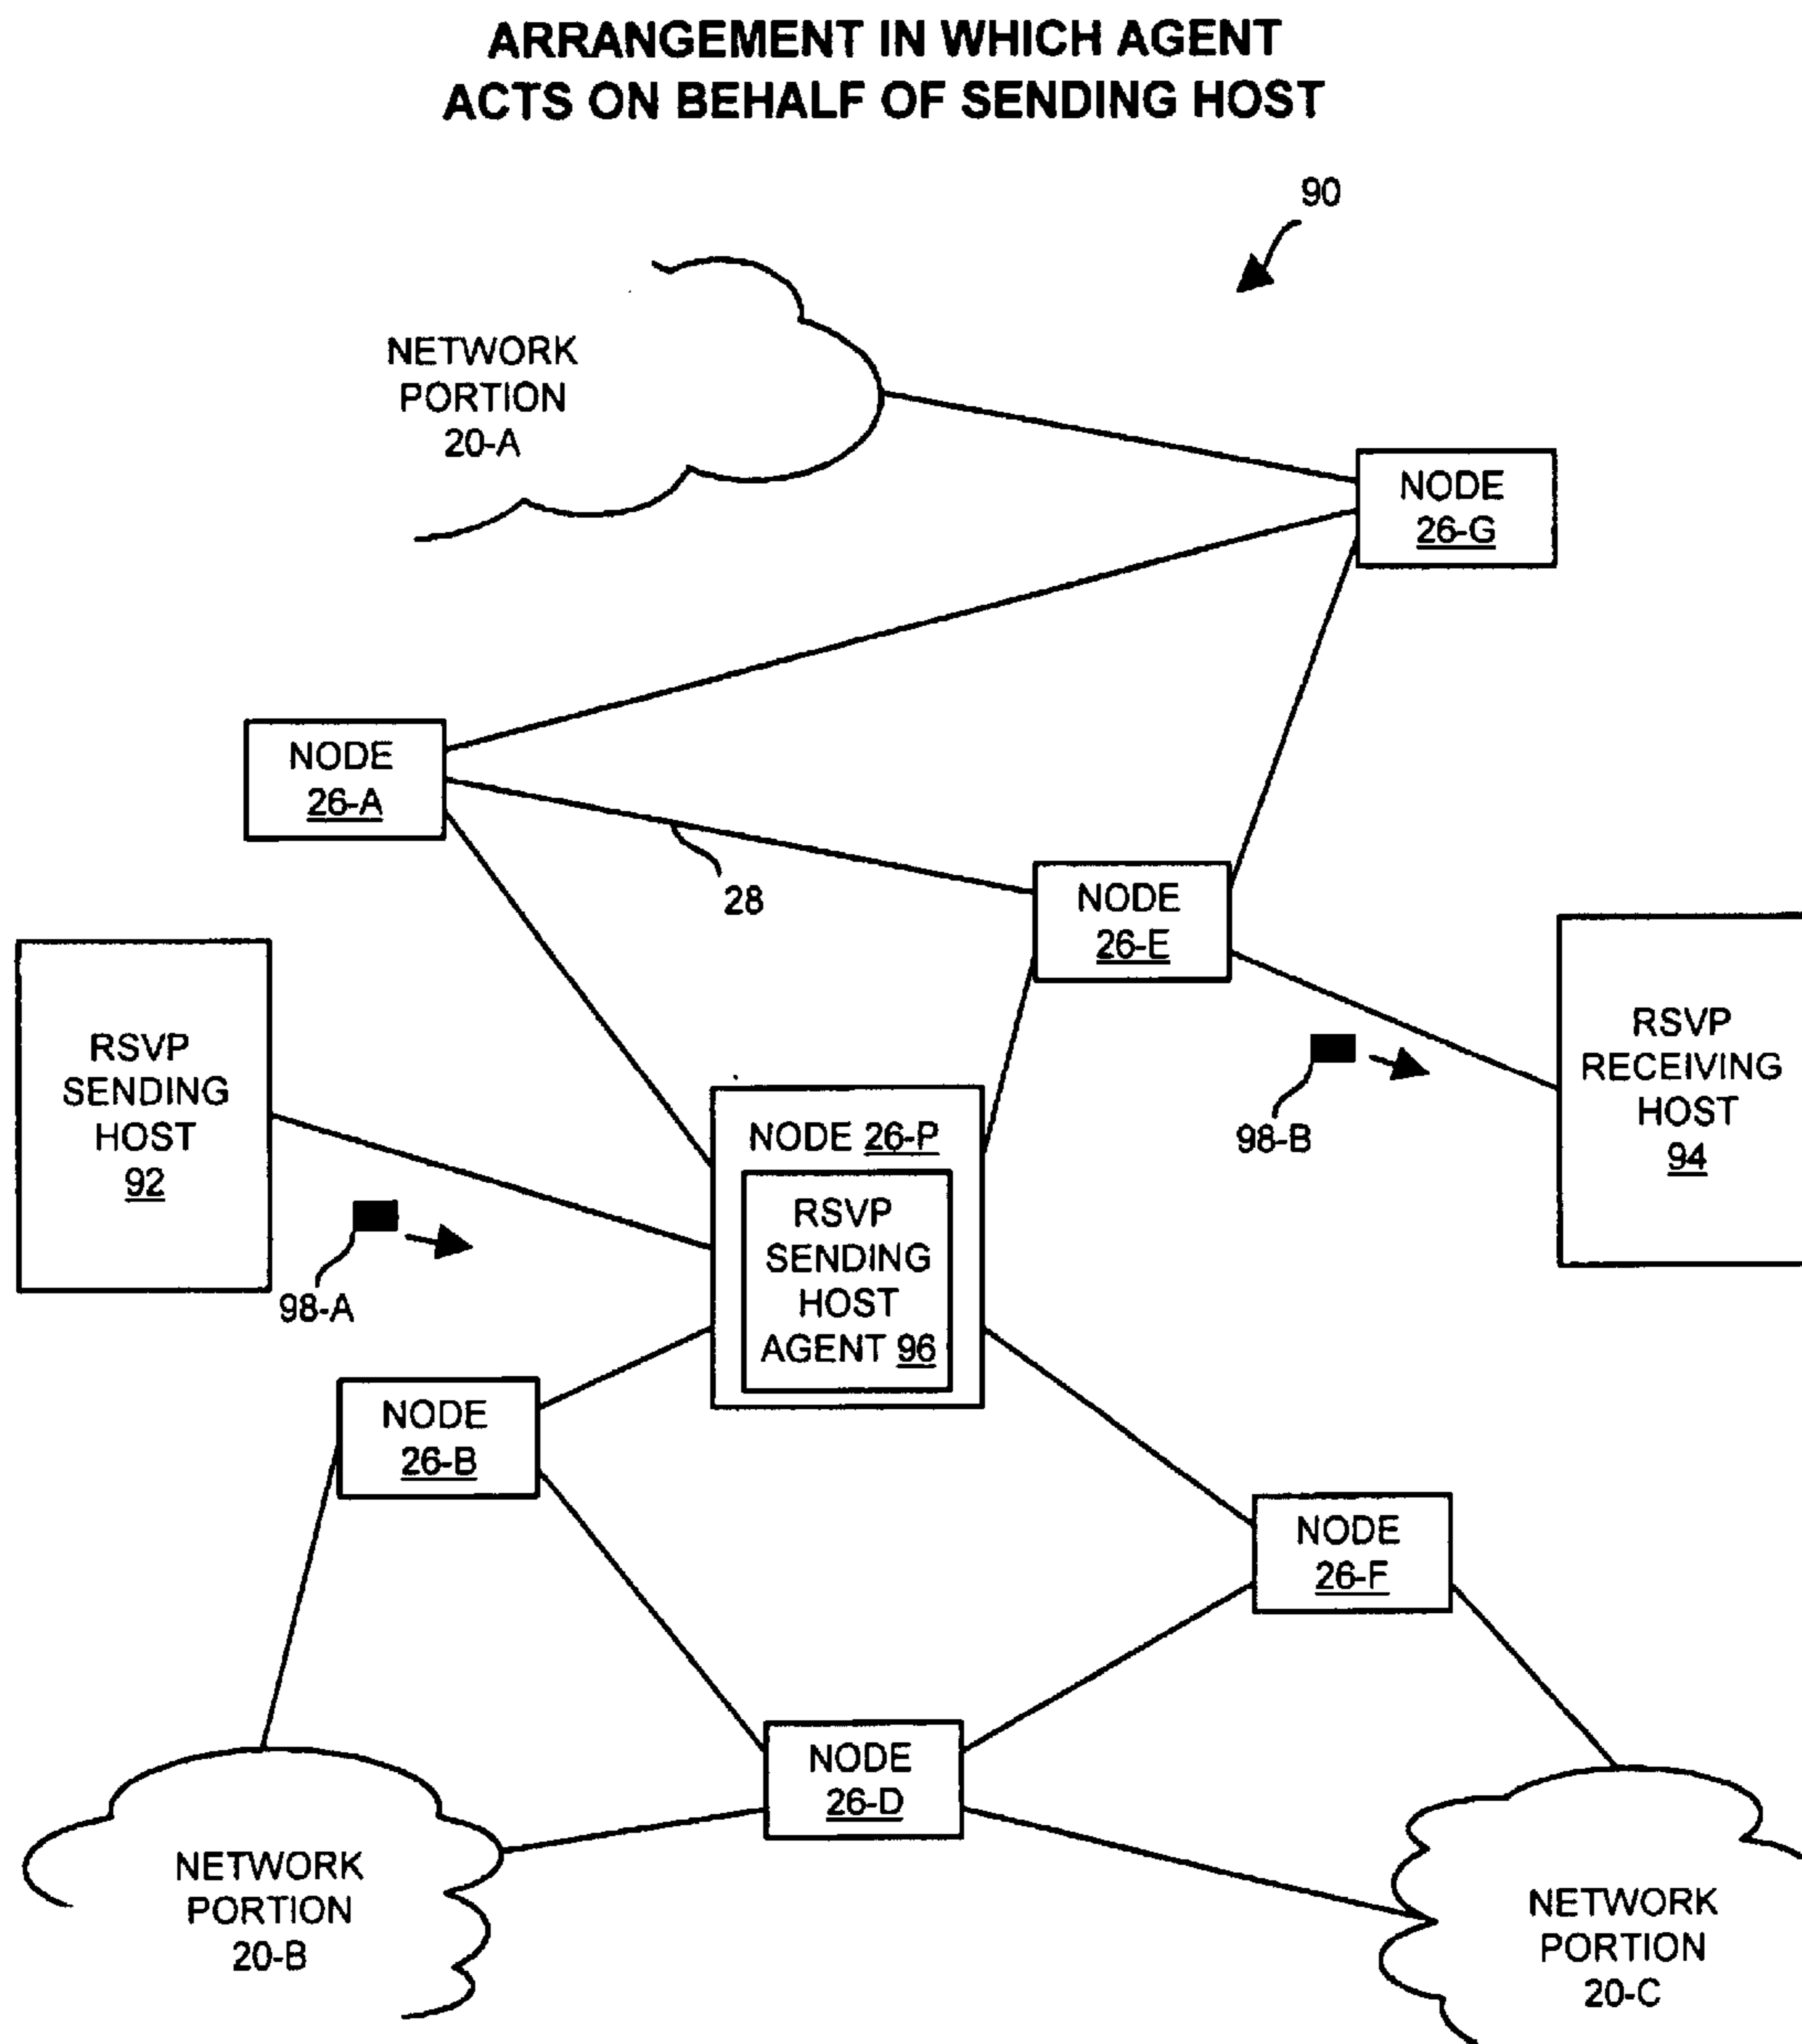 ARRANGEMENT IN WHICH AGENT
ACTS ON BEHALF OF SENDING HOST
90
NETWORK
PORTION
20-A
NODE
26-G
NODE
26-A
28
NODE
26-E
RSVP
SENDING
HOST
92
RSVP
RECEIVING
HOST
94
98-B
NODE 26-P
RSVP
SENDING
HOST
AGENT 96
98-A
NODE
26-B
NODE
26-F
NODE
26-D
NETWORK
PORTION
20-B
NETWORK
PORTION
20-C